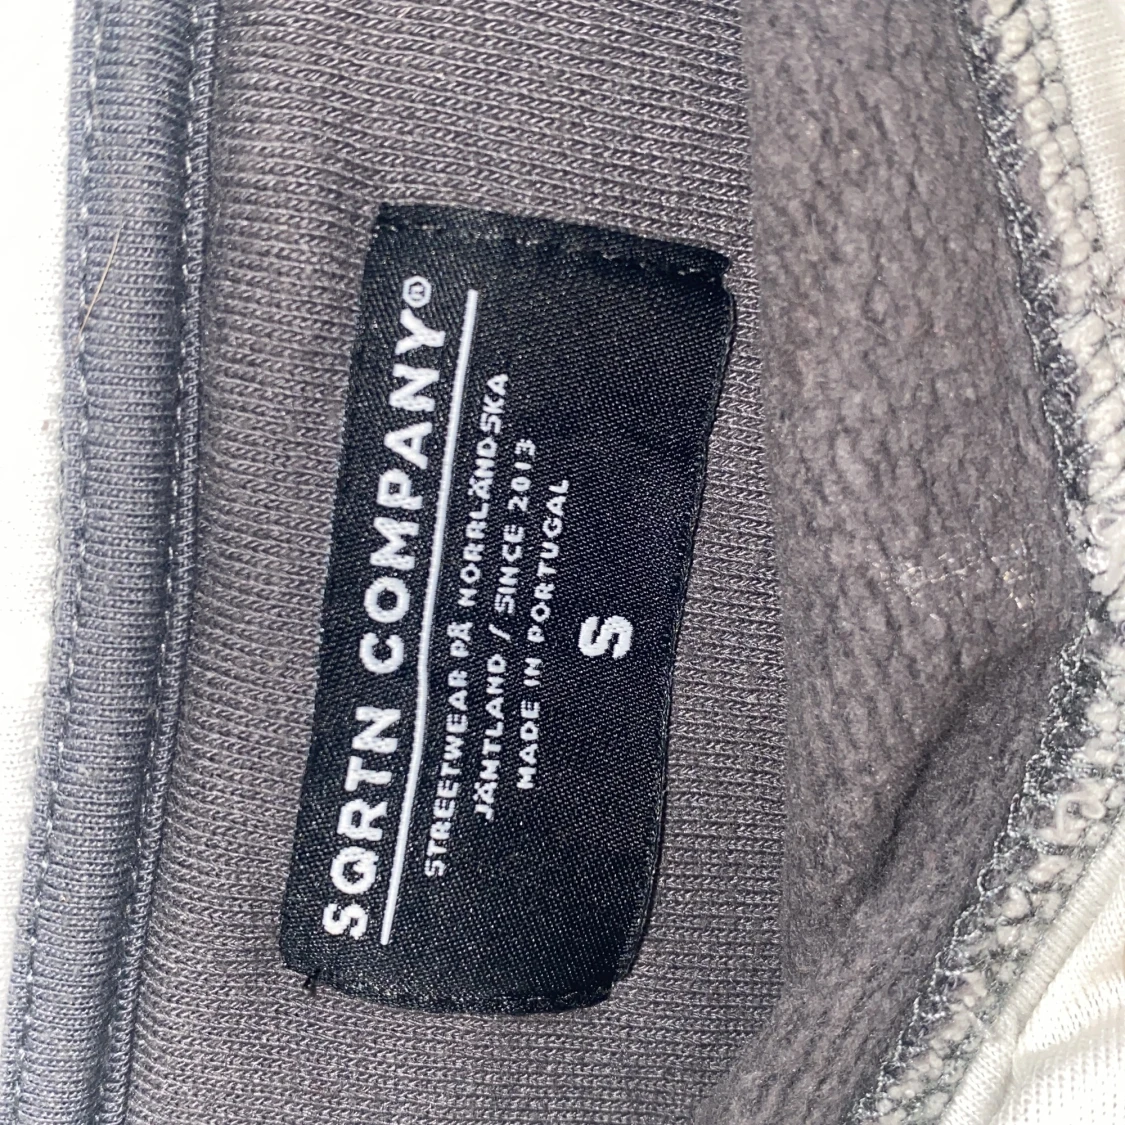 SQRTN COMPANY®
STREETWEAR PÅ NORRLÄNDSKA
JÄMTLAND / SINCE 2013
MADE IN PORTUGAL
S